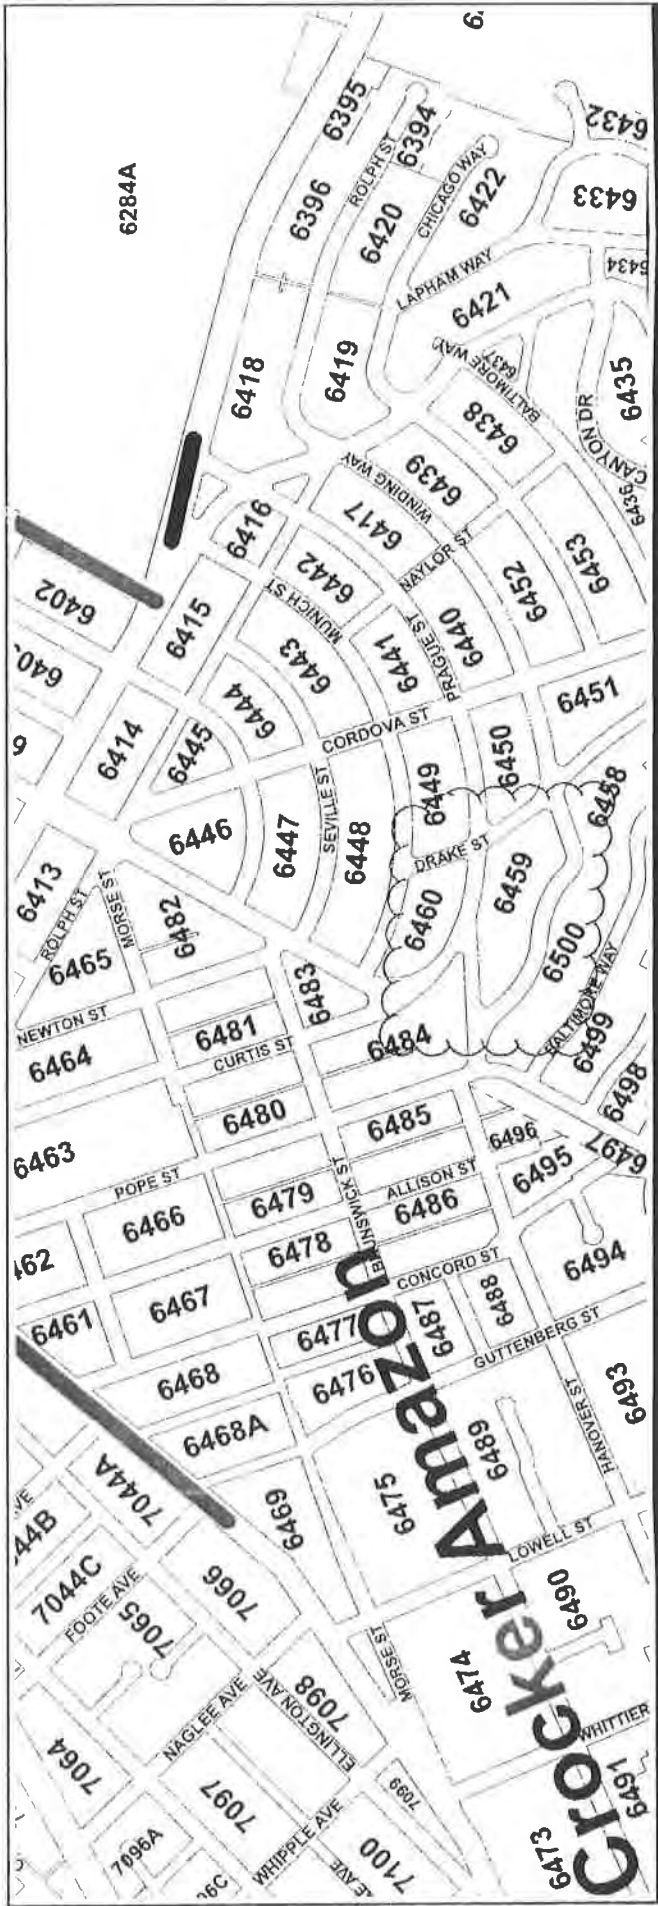 6284A
6395
6394
ROLPH ST
6396
6420
CHICAGO WAY
6422
6432
6433
6434
LAPHAM WAY
6421
6418
6419
6437
BALTIMORE WAY
6435
CANYON DR
6436
6438
6439
WINDING WAY
6417
6416
6402
6415
6442
MUNICH ST
NAYLOR ST
6452
6453
6443
6441
PRAGUE ST
6440
6444
6414
6445
CORDOVA ST
6451
6450
6449
6446
6447
SEVILLE ST
6448
DRAKE ST
6458
6459
6460
6413
ROLPH ST
MORSE ST
6482
6465
6500
BALTIMORE WAY
6499
NEWTON ST
6464
6481
CURTIS ST
6483
6484
6498
6463
6480
6485
6496
6497
POPE ST
6479
BRUNSWICK ST
ALLISON ST
6486
6495
6466
6478
CONCORD ST
6494
6461
6467
6477
6487
6488
GUTTENBERG ST
6468
6476
6493
HANOVER ST
6468A
6489
7044A
6469
6475
LOWELL ST
7044C
FOOTE AVE
7065
7066
6490
MORSE ST
6474
WHITTIER
NAGLEE AVE
ELLINGTON AVE
7098
7064
7097
7099
6491
7096A
WHIPPLE AVE
7100
6473
Crocker Amazon